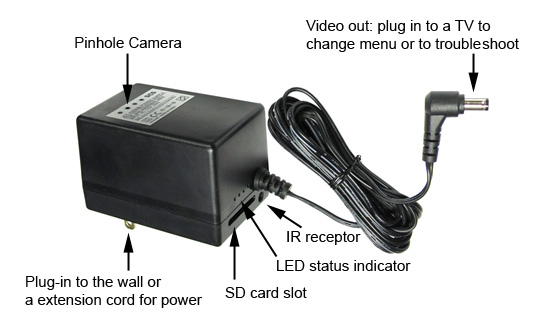 Video out: plug in to a TV to
change menu or to troubleshoot
Pinhole Camera
IR receptor
LED status indicator
SD card slot
Plug-in to the wall or
a extension cord for power